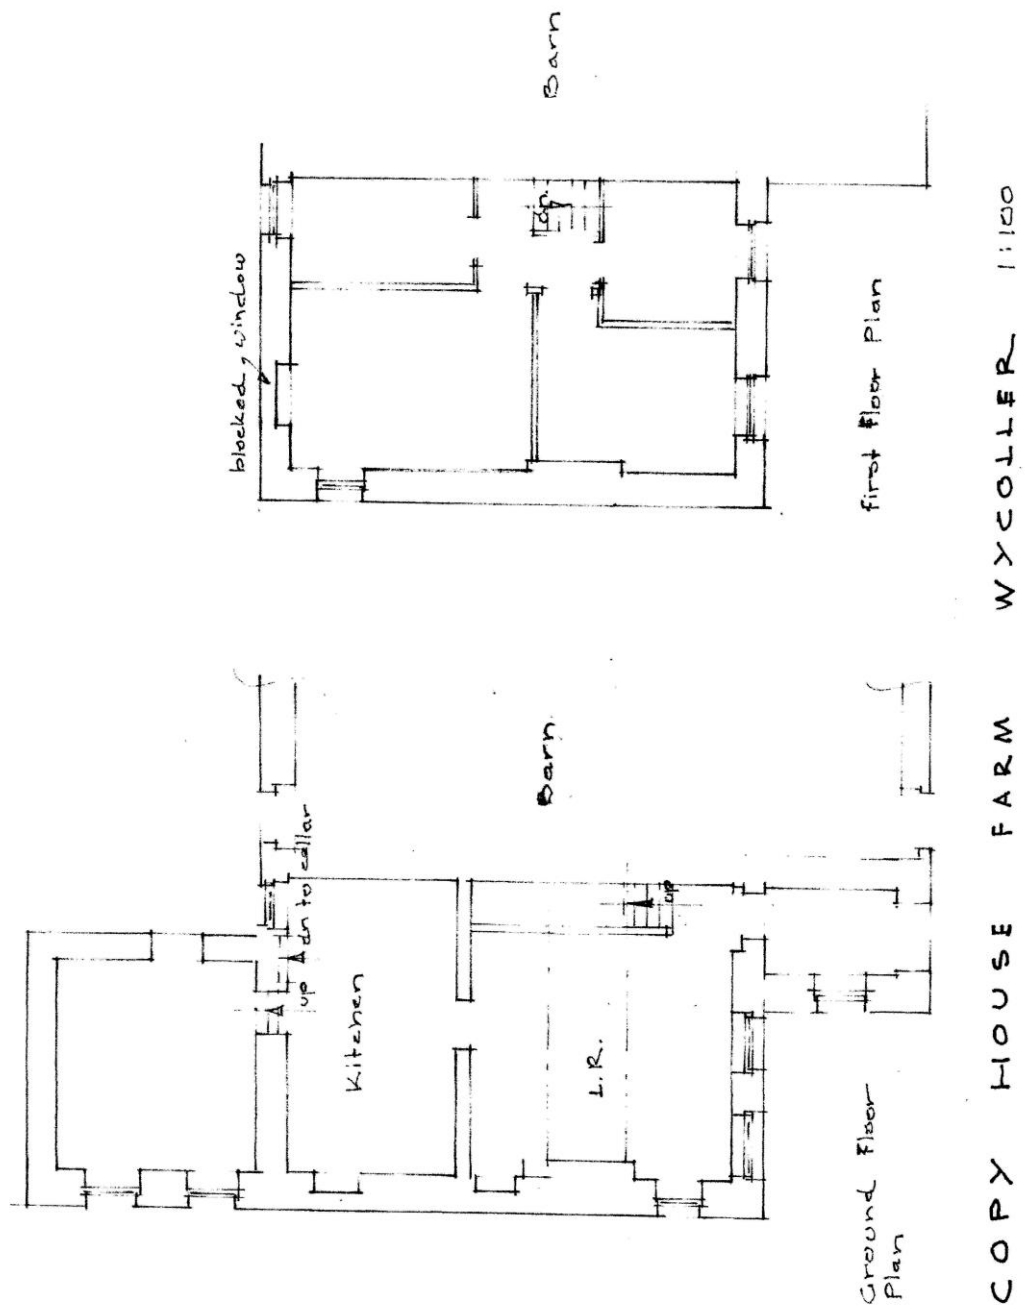 up
dn to cellar
Kitchen
L.R.
up
Barn
Ground Floor
Plan
blocked window
dn.
Barn
first Floor Plan
COPY HOUSE FARM WYCOLLER 1:100